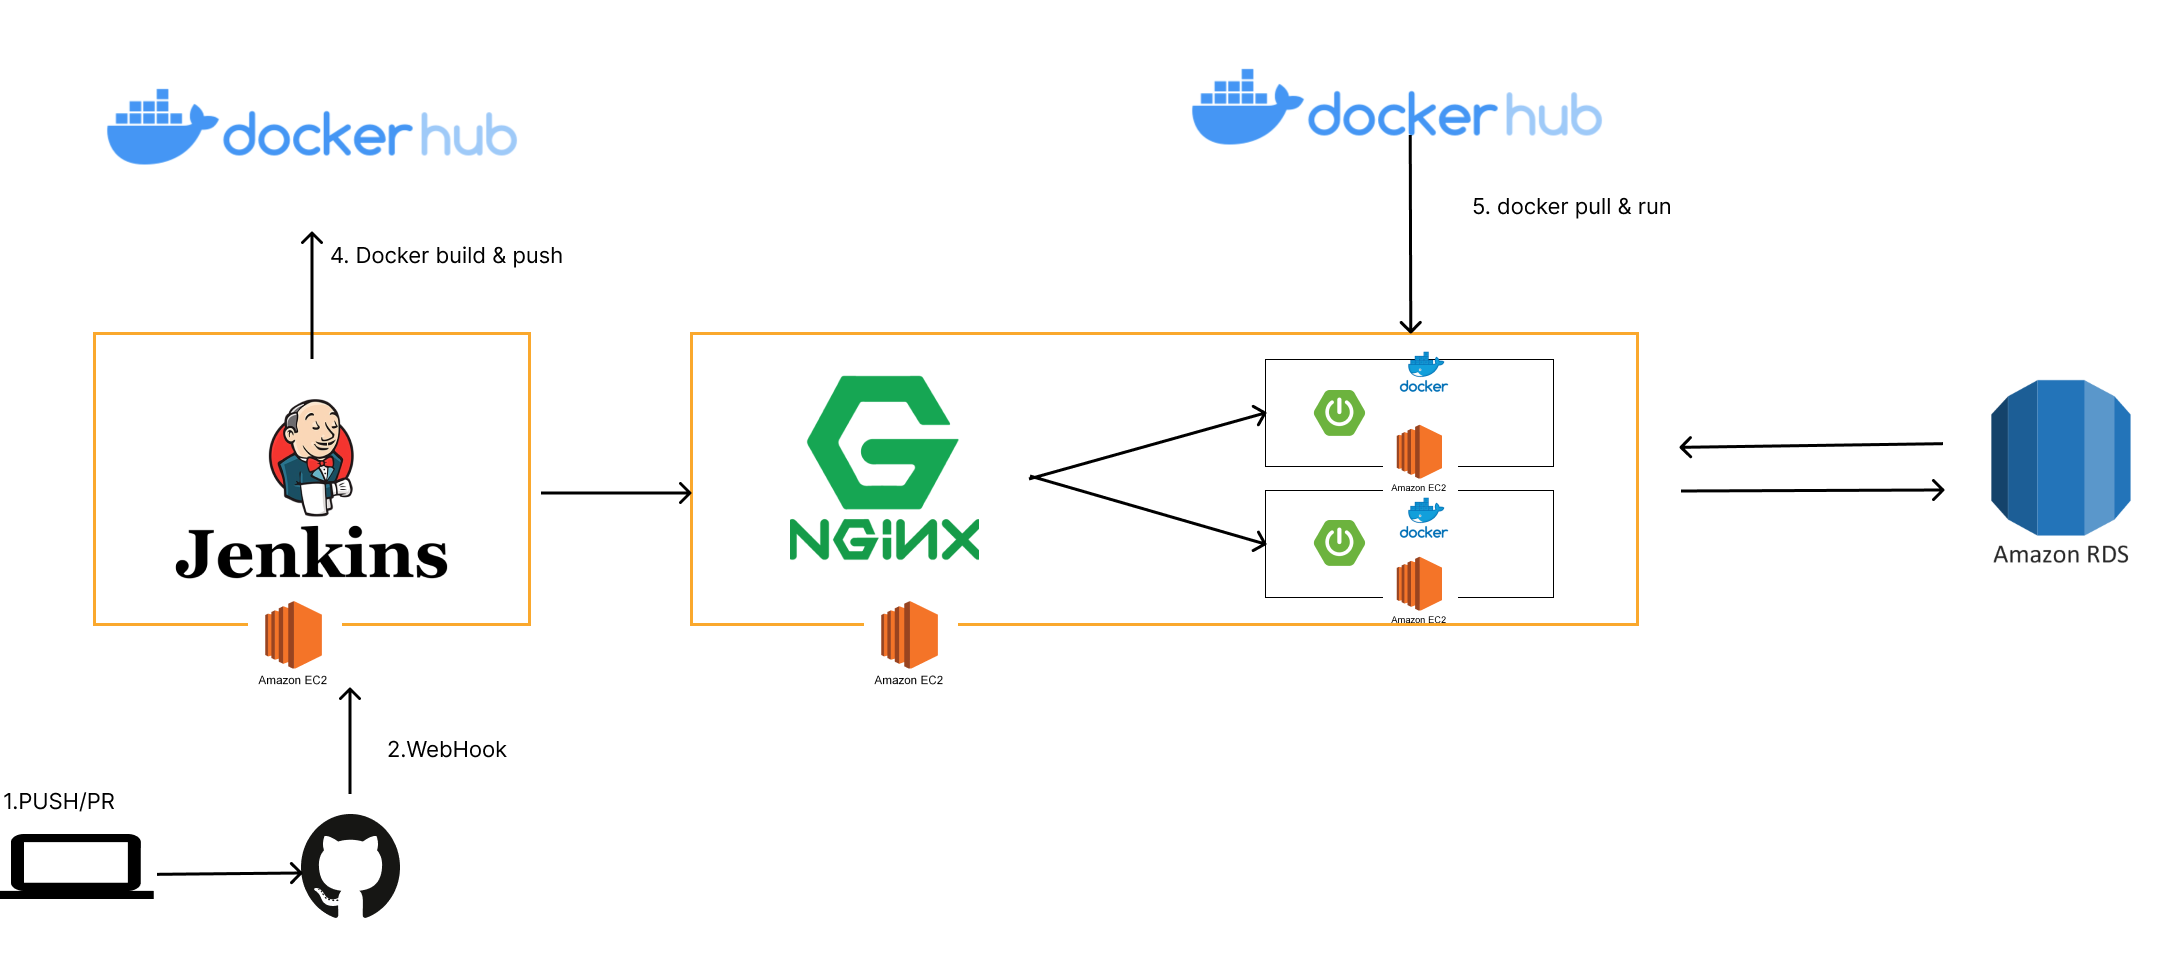 docker hub
docker hub
5. docker pull & run
4. Docker build & push
docker
Amazon EC2
docker
Amazon EC2
NGiNX
Jenkins
Amazon RDS
Amazon EC2
Amazon EC2
2.WebHook
1.PUSH/PR